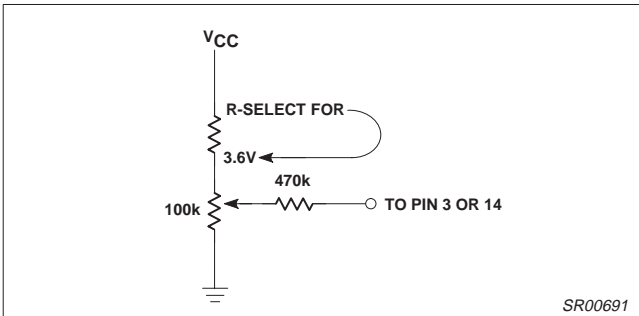 VCC
R-SELECT FOR
3.6V
470k
100k
TO PIN 3 OR 14
SR00691